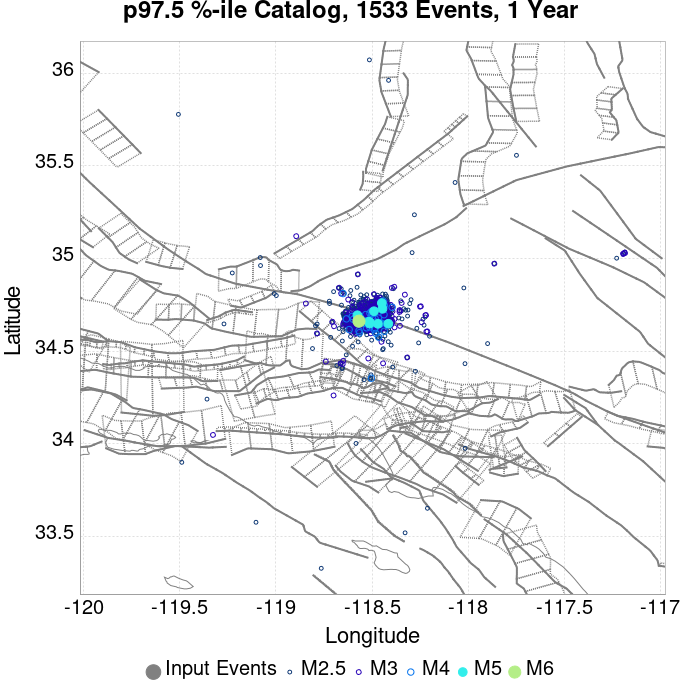 p97.5 %-ile Catalog, 1533 Events, 1 Year
36
35.5
35
34.5
34
33.5
Latitude
-120 -119.5 -119 -118.5 -118 -117.5 -117
Longitude
Input Events M2.5 M3 M4 M5 M6